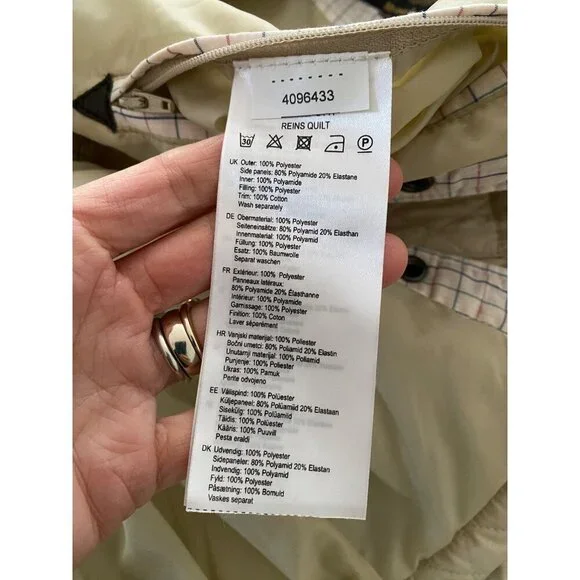 4096433
REINS QUILT
30
P
UK Outer: 100% Polyester
Side panels: 80% Polyamide 20% Elastane
Inner: 100% Polyamide
Filling: 100% Polyester
Trim: 100% Cotton
Wash separately
DE Obermaterial: 100% Polyester
Seiteneinsätze: 80% Polyamid 20% Elasthan
Innenmaterial: 100% Polyamid
Füllung: 100% Polyester
Esatz: 100% Baumwolle
Separat waschen
FR Extérieur: 100% Polyester
Panneaux latéraux:
80% Polyamide 20% Élasthanne
Intérieur: 100% Polyamide
Garnissage: 100% Polyester
Finition: 100% Coton
Laver séparément
HR Vanjski materijal: 100% Poliester
Bočni umetci: 80% Poliamid 20% Elastin
Unutarnji materijal: 100% Poliamid
Punjenje: 100% Poliester
Ukras: 100% Pamuk
Perite odvojeno
EE Välispind: 100% Polüester
Küljepaneel: 80% Polüamiid 20% Elastaan
Sisekülg: 100% Polüamiid
Täidis: 100% Polüester
Kääris: 100% Puuvill
Pesta eraldi
DK Udvendig: 100% Polyester
Sidepaneler: 80% Polyamid 20% Elastan
Indvendig: 100% Polyamid
Fyld: 100% Polyester
Påsætning: 100% Bomuld
Vaskes separat